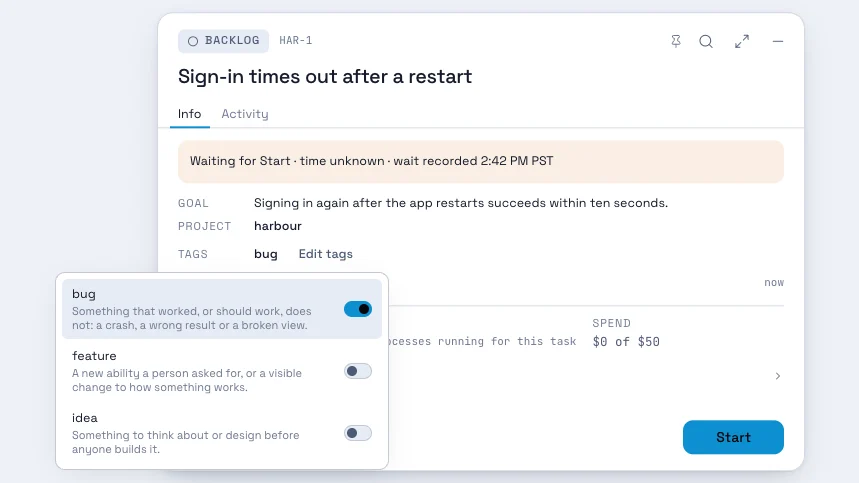 BACKLOG HAR-1
Sign-in times out after a restart
Info Activity
Waiting for Start · time unknown · wait recorded 2:42 PM PST
GOAL Signing in again after the app restarts succeeds within ten seconds.
PROJECT harbour
TAGS bug Edit tags
now
SPEND
running for this task $0 of $50
bug
Something that worked, or should work, does
not: a crash, a wrong result or a broken view.
feature
A new ability a person asked for, or a visible
change to how something works.
idea
Something to think about or design before
anyone builds it.
Start